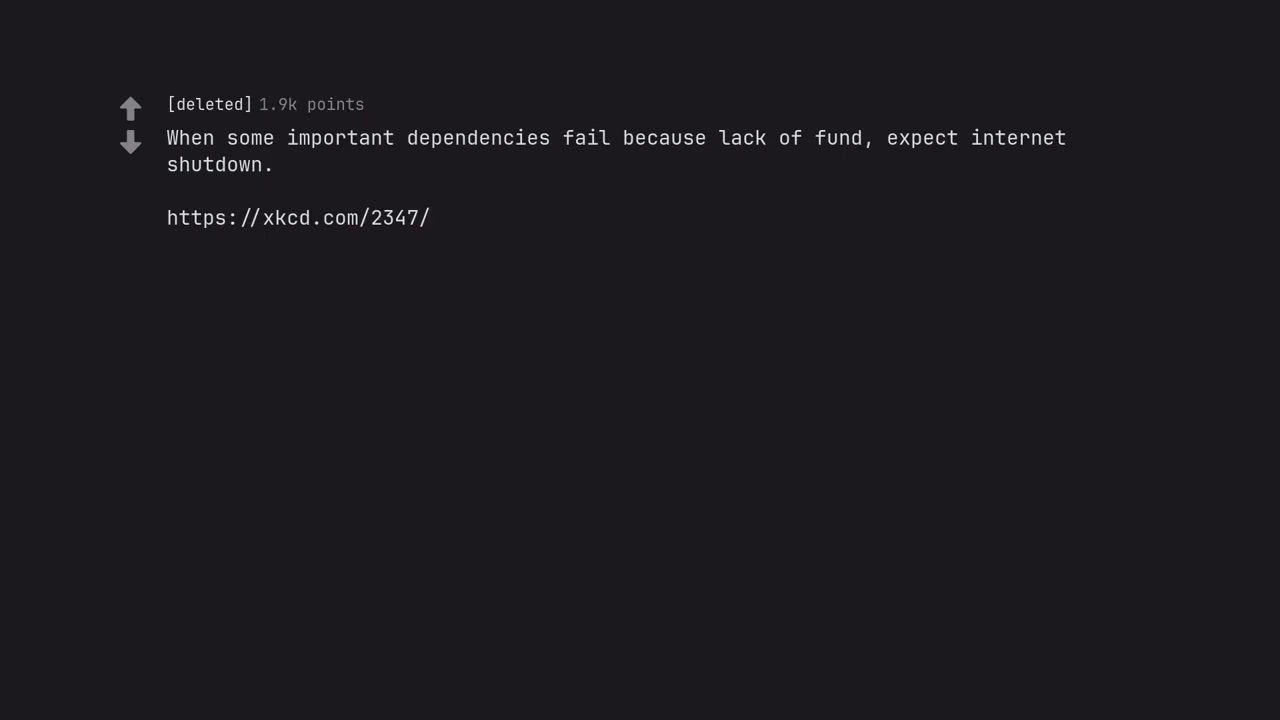 [deleted] 1.9k points
When some important dependencies fail because lack of fund, expect internet
shutdown.
https://xkcd.com/2347/